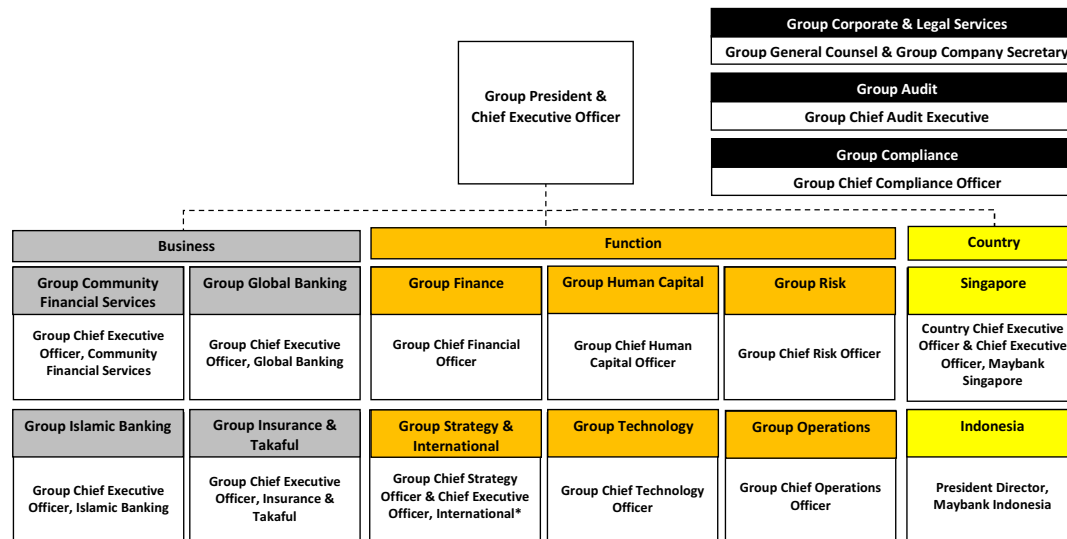 Group Corporate & Legal Services
Group General Counsel & Group Company Secretary
Group President &
Chief Executive Officer
Group Audit
Group Chief Audit Executive
Group Compliance
Group Chief Compliance Officer
Business
Function
Country
Group Community
Financial Services
Group Global Banking
Group Finance
Group Human Capital
Group Risk
Singapore
Group Chief Executive
Officer, Community
Financial Services
Group Chief Executive
Officer, Global Banking
Group Chief Financial
Officer
Group Chief Human
Capital Officer
Group Chief Risk Officer
Country Chief Executive
Officer & Chief Executive
Officer, Maybank
Singapore
Group Islamic Banking
Group Insurance &
Takaful
Group Strategy &
International
Group Technology
Group Operations
Indonesia
Group Chief Executive
Officer, Islamic Banking
Group Chief Executive
Officer, Insurance &
Takaful
Group Chief Strategy
Officer & Chief Executive
Officer, International*
Group Chief Technology
Officer
Group Chief Operations
Officer
President Director,
Maybank Indonesia